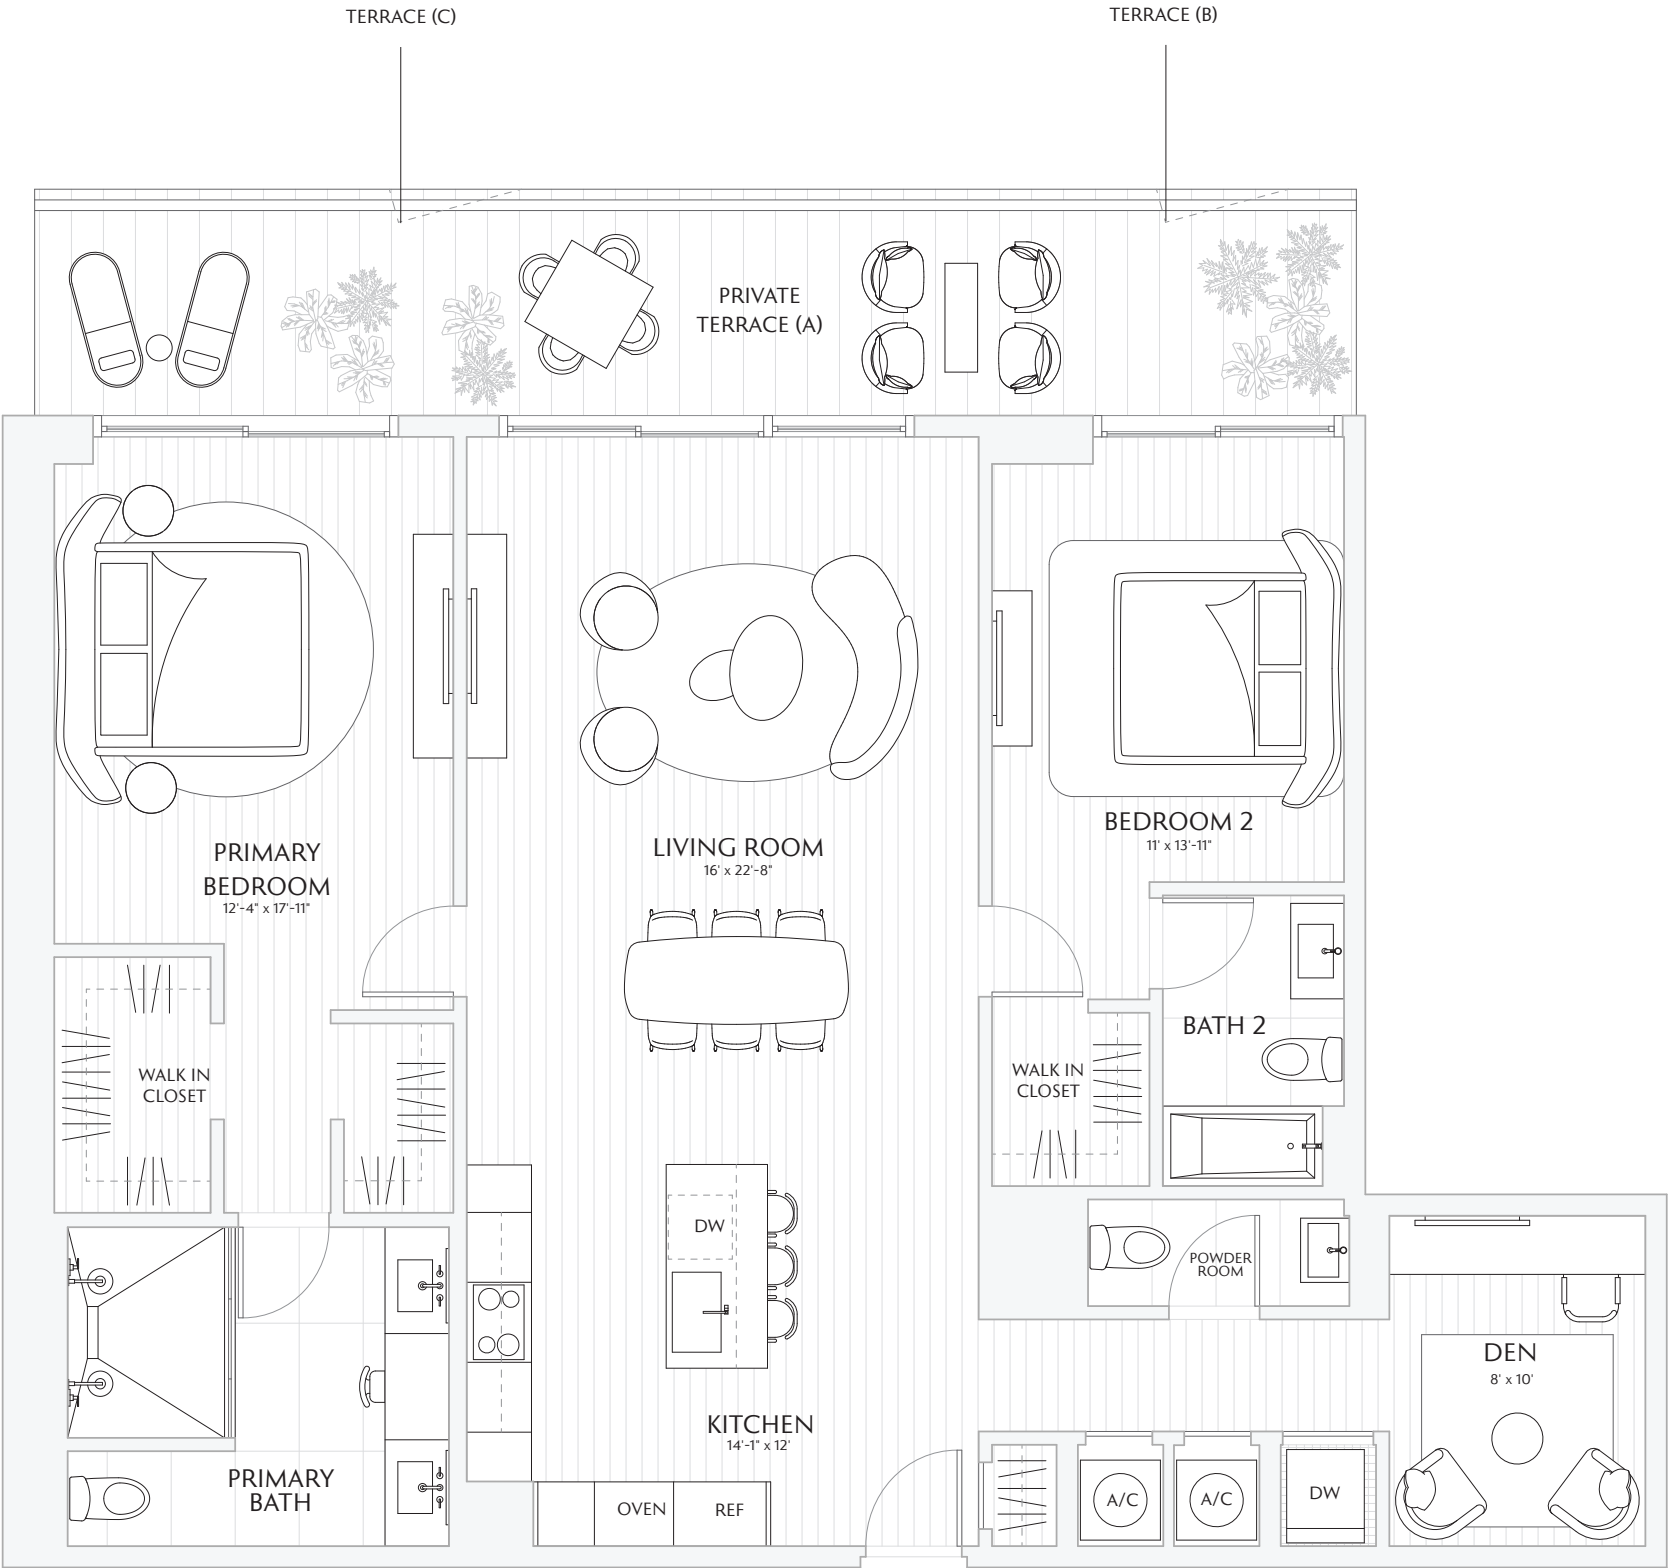 TERRACE (C)
TERRACE (B)
PRIVATE
TERRACE (A)
PRIMARY
BEDROOM
12'-4" x 17'-11"
LIVING ROOM
16' x 22'-8"
BEDROOM 2
11' x 13'-11"
BATH 2
WALK IN
CLOSET
WALK IN
CLOSET
DW
POWDER
ROOM
DEN
8' x 10'
KITCHEN
14'-1" x 12'
PRIMARY
BATH
OVEN
REF
A/C
A/C
DW